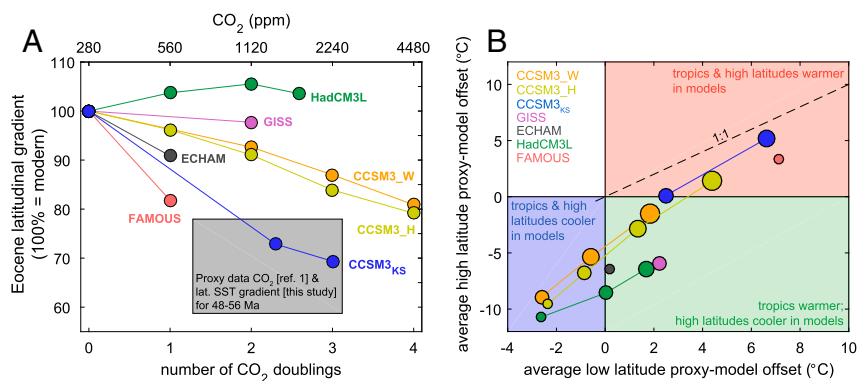 A
CO2 (ppm)
280 560 1120 2240 4480
110
100
90
80
70
60
Eocene latitudinal gradient
(100% = modern)
HadCM3L
GISS
ECHAM
CCSM3_W
FAMOUS
CCSM3_H
CCSM3KS
Proxy data CO2 [ref. 1] &
lat. SST gradient [this study]
for 48-56 Ma
0 1 2 3 4
number of CO2 doublings
B
average high latitude proxy-model offset (°C)
10
5
0
-5
-10
CCSM3_W
CCSM3_H
CCSM3KS
GISS
ECHAM
HadCM3L
FAMOUS
tropics & high latitudes warmer
in models
1:1
tropics & high
latitudes cooler
in models
tropics warmer;
high latitudes cooler in models
-4 -2 0 2 4 6 8 10
average low latitude proxy-model offset (°C)